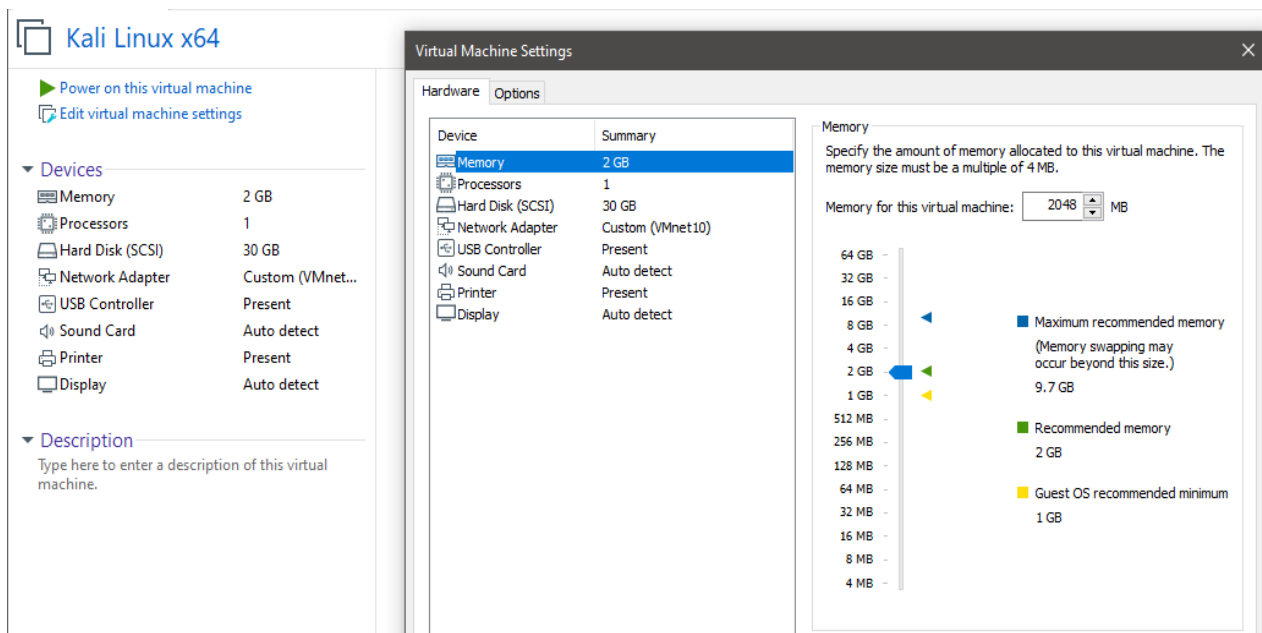 Kali Linux x64
Power on this virtual machine
Edit virtual machine settings
Devices
Memory 2 GB
Processors 1
Hard Disk (SCSI) 30 GB
Network Adapter Custom (VMnet...
USB Controller Present
Sound Card Auto detect
Printer Present
Display Auto detect
Description
Type here to enter a description of this virtual
machine.
Virtual Machine Settings
Hardware Options
Device Summary
Memory 2 GB
Processors 1
Hard Disk (SCSI) 30 GB
Network Adapter Custom (VMnet10)
USB Controller Present
Sound Card Auto detect
Printer Present
Display Auto detect
Memory
Specify the amount of memory allocated to this virtual machine. The
memory size must be a multiple of 4 MB.
Memory for this virtual machine: 2048 MB
64 GB
32 GB
16 GB
8 GB
4 GB
2 GB
1 GB
512 MB
256 MB
128 MB
64 MB
32 MB
16 MB
8 MB
4 MB
Maximum recommended memory
(Memory swapping may
occur beyond this size.)
9.7 GB
Recommended memory
2 GB
Guest OS recommended minimum
1 GB